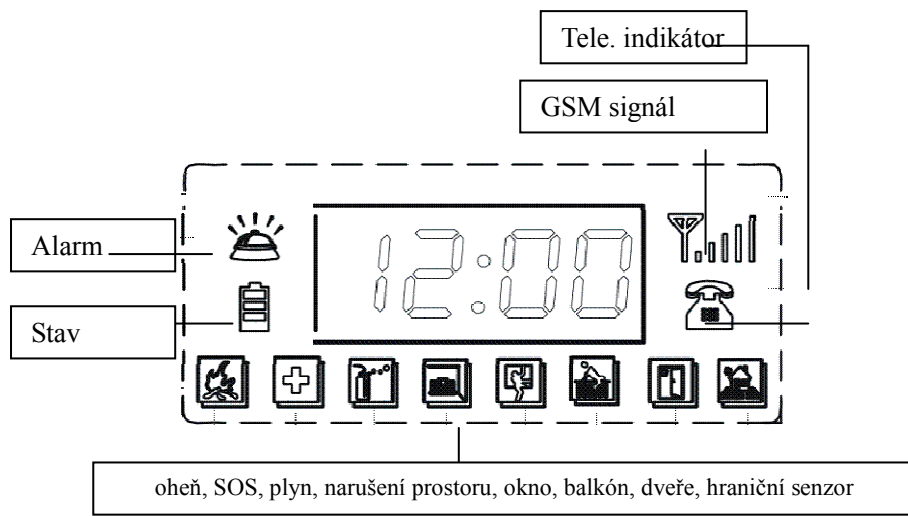 Tele. indikátor
GSM signál
Alarm
12:00
Stav
oheň, SOS, plyn, narušení prostoru, okno, balkón, dveře, hraniční senzor